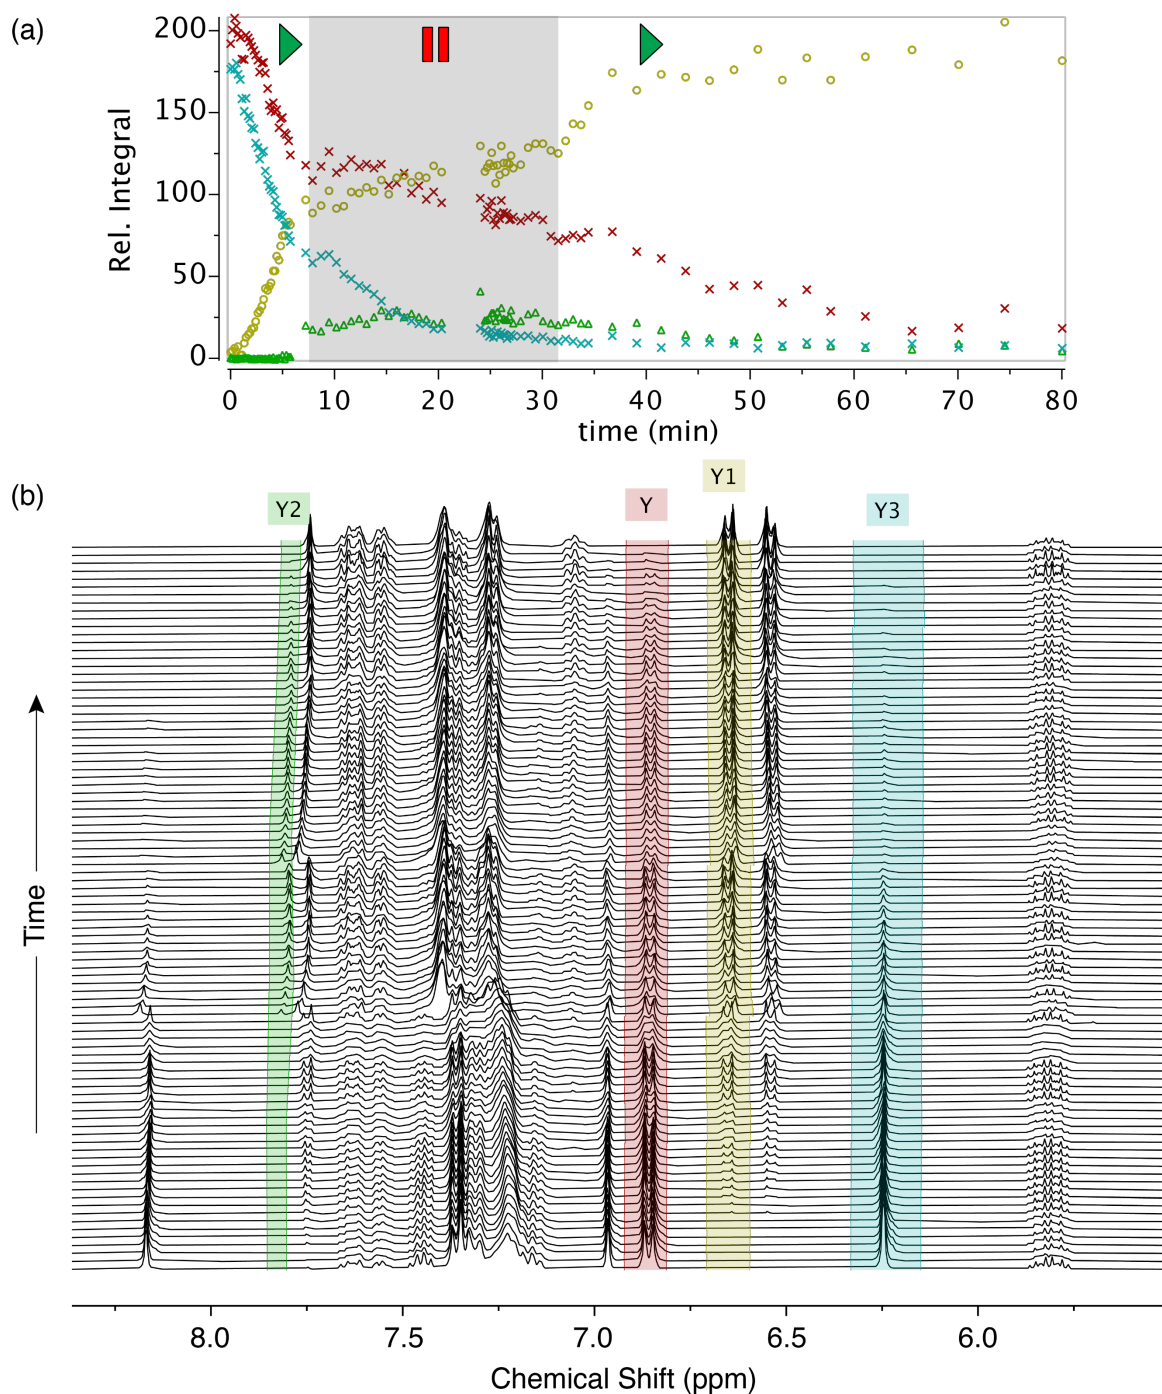 (a)
Rel. Integral
200
150
100
50
0
0 10 20 30 40 50 60 70 80
time (min)
(b)
Y2 Y Y1 Y3
Time
8.0 7.5 7.0 6.5 6.0
Chemical Shift (ppm)